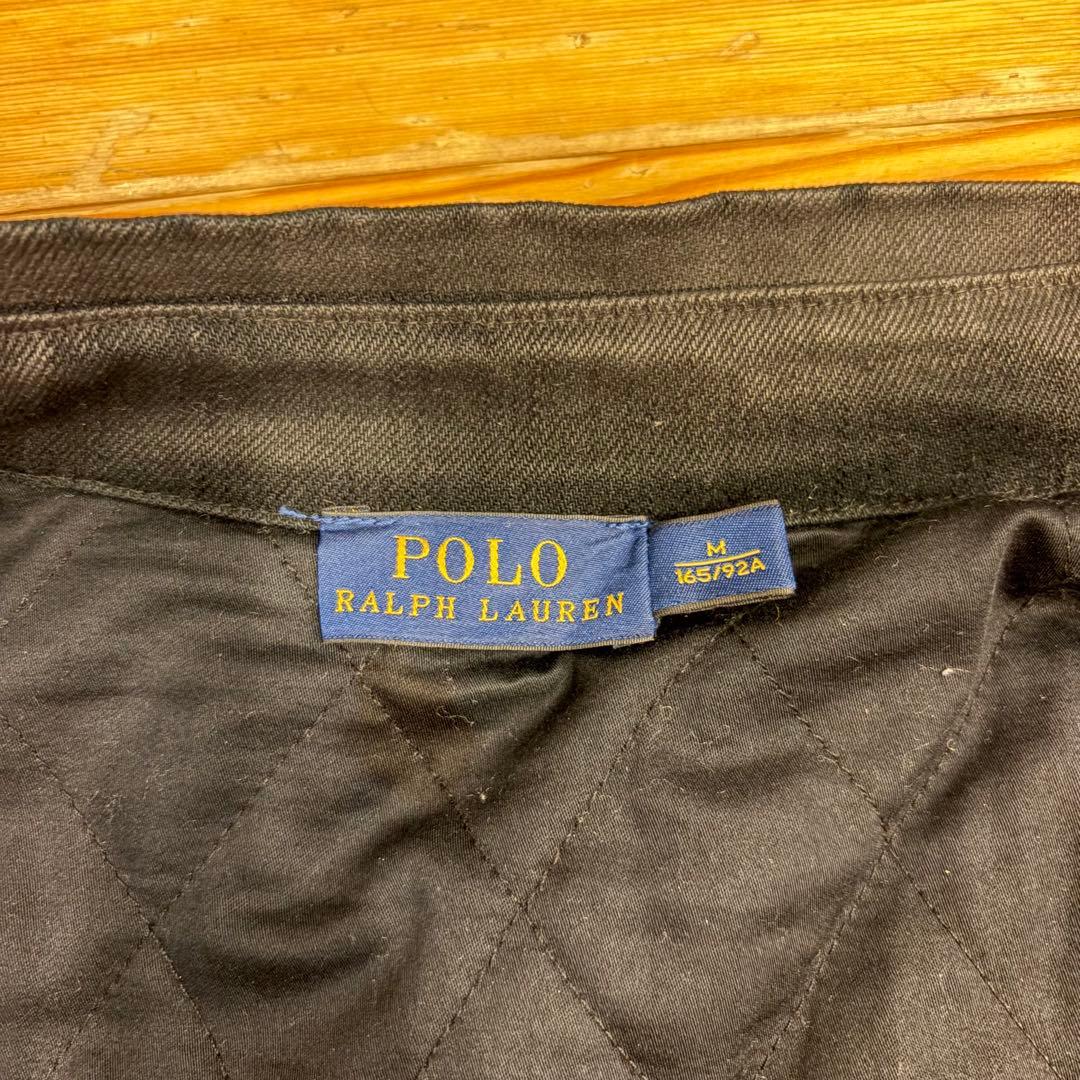 POLO
RALPH LAUREN
M
165/92A